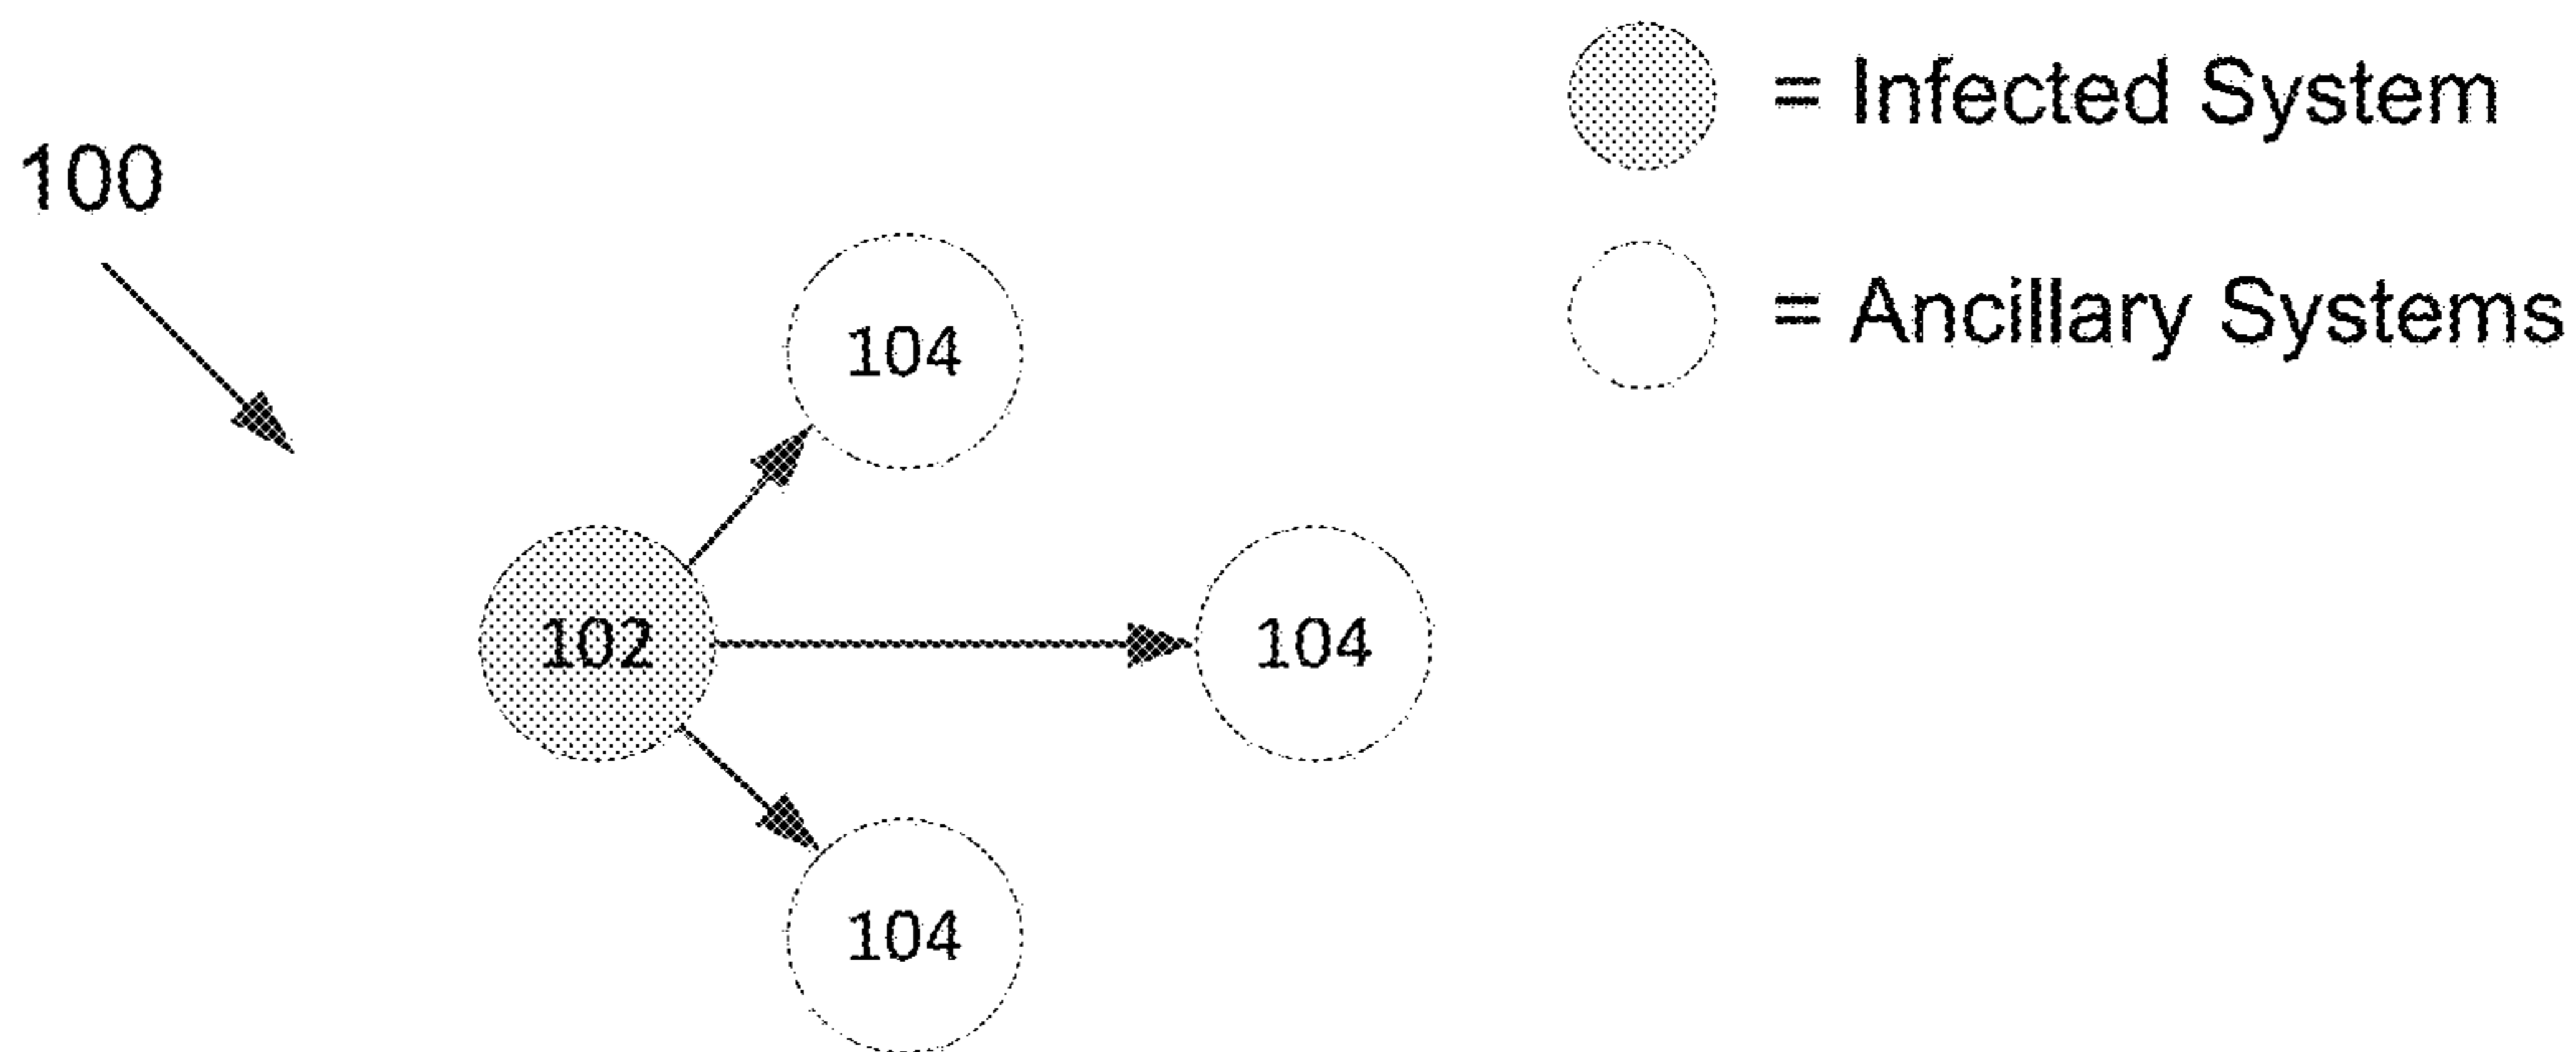 = Infected System
100
= Ancillary Systems
104
102
104
104